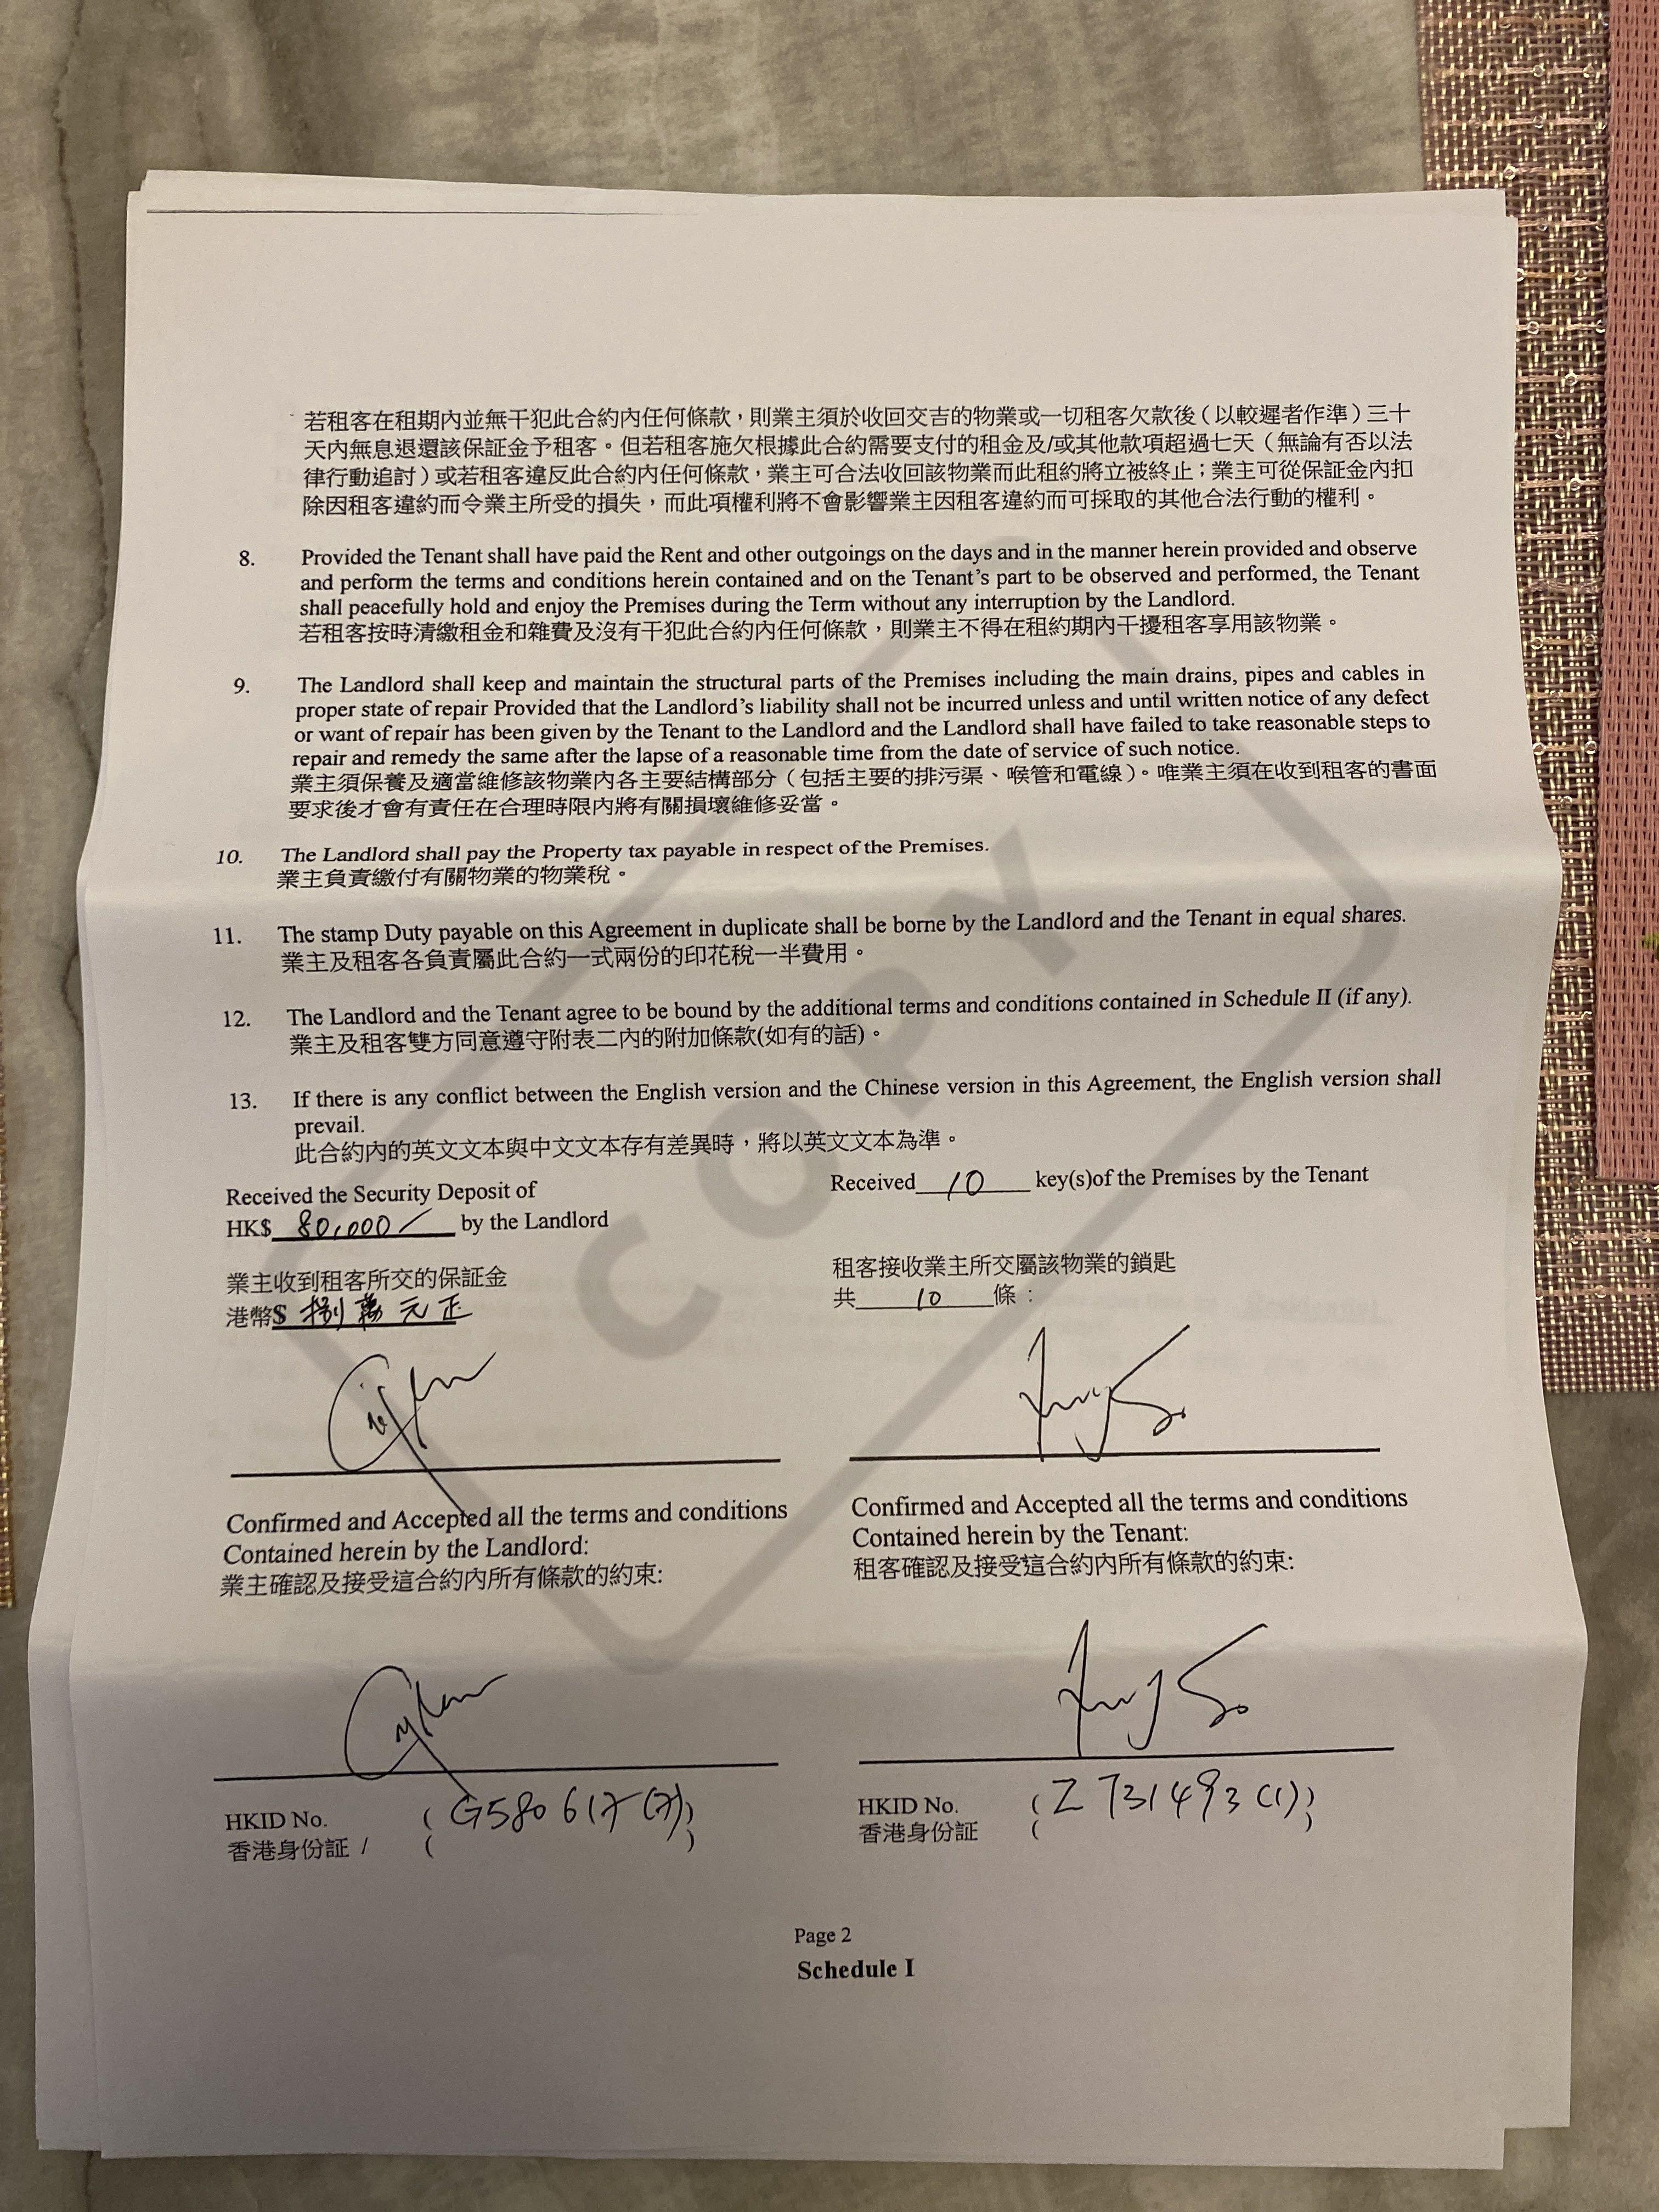 若租客在租期內並無干犯此合約內任何條款，則業主須於收回交吉的物業或一切租客欠款後（以較遲者作準）三十
天內無息退還該保証金予租客。但若租客施欠根據此合約需要支付的租金及/或其他款項超過七天（無論有否以法
律行動追討）或若租客違反此合約內任何條款，業主可合法收回該物業而此租約將立被終止；業主可從保証金內扣
除因租客違約而令業主所受的損失，而此項權利將不會影響業主因租客違約而可採取的其他合法行動的權利。
8. Provided the Tenant shall have paid the Rent and other outgoings on the days and in the manner herein provided and observe
and perform the terms and conditions herein contained and on the Tenant's part to be observed and performed, the Tenant
shall peacefully hold and enjoy the Premises during the Term without any interruption by the Landlord.
若租客按時清繳租金和雜費及沒有干犯此合約內任何條款，則業主不得在租約期內干擾租客享用該物業。
9. The Landlord shall keep and maintain the structural parts of the Premises including the main drains, pipes and cables in
proper state of repair Provided that the Landlord's liability shall not be incurred unless and until written notice of any defect
or want of repair has been given by the Tenant to the Landlord and the Landlord shall have failed to take reasonable steps to
repair and remedy the same after the lapse of a reasonable time from the date of service of such notice.
業主須保養及適當維修該物業內各主要結構部分（包括主要的排污渠、喉管和電線）。唯業主須在收到租客的書面
要求後才會有責任在合理時限內將有關損壞維修妥當。
10. The Landlord shall pay the Property tax payable in respect of the Premises.
業主負責繳付有關物業的物業稅。
11. The stamp Duty payable on this Agreement in duplicate shall be borne by the Landlord and the Tenant in equal shares.
業主及租客各負責屬此合約一式兩份的印花稅一半費用。
12. The Landlord and the Tenant agree to be bound by the additional terms and conditions contained in Schedule II (if any).
業主及租客雙方同意遵守附表二內的附加條款(如有的話)。
13. If there is any conflict between the English version and the Chinese version in this Agreement, the English version shall
prevail.
此合約內的英文文本與中文文本存有差異時，將以英文文本為準。
COPY
Received the Security Deposit of
HK$ 80,000/ by the Landlord
業主收到租客所交的保証金
港幣$ 捌萬元正
Received 10 key(s)of the Premises by the Tenant
租客接收業主所交屬該物業的鎖匙
共 10 條：
Confirmed and Accepted all the terms and conditions
Contained herein by the Landlord:
業主確認及接受這合約內所有條款的約束:
Confirmed and Accepted all the terms and conditions
Contained herein by the Tenant:
租客確認及接受這合約內所有條款的約束:
HKID No. ( G580617(7) )
香港身份証 / ( )
HKID No. ( Z731493(1) )
香港身份証 ( )
Page 2
Schedule I